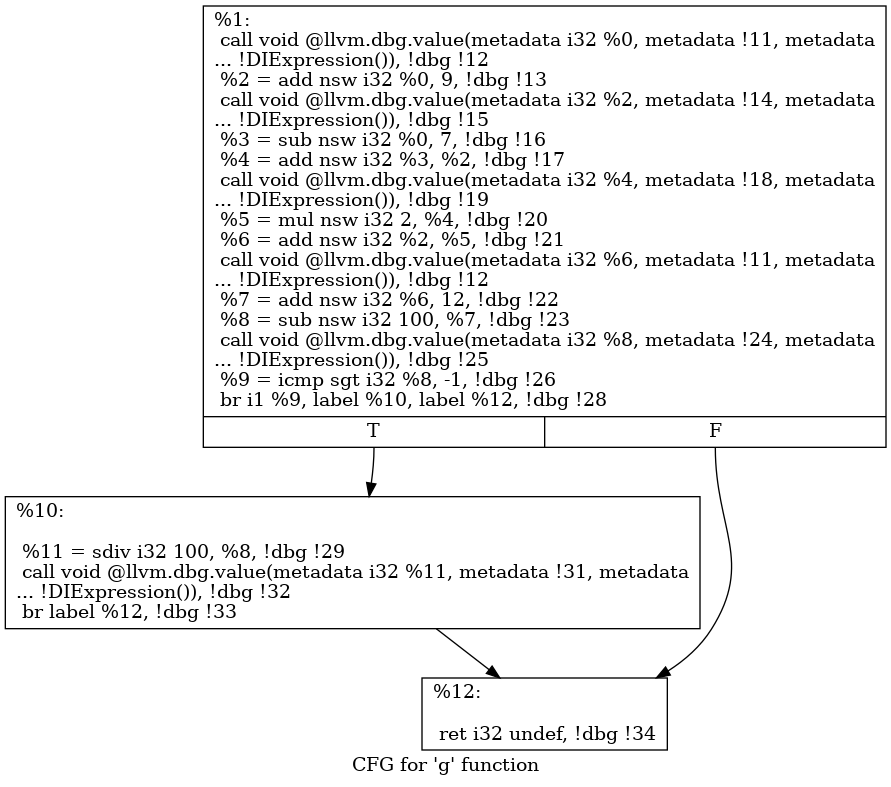 %1:
call void @llvm.dbg.value(metadata i32 %0, metadata !11, metadata
... !DIExpression()), !dbg !12
%2 = add nsw i32 %0, 9, !dbg !13
call void @llvm.dbg.value(metadata i32 %2, metadata !14, metadata
... !DIExpression()), !dbg !15
%3 = sub nsw i32 %0, 7, !dbg !16
%4 = add nsw i32 %3, %2, !dbg !17
call void @llvm.dbg.value(metadata i32 %4, metadata !18, metadata
... !DIExpression()), !dbg !19
%5 = mul nsw i32 2, %4, !dbg !20
%6 = add nsw i32 %2, %5, !dbg !21
call void @llvm.dbg.value(metadata i32 %6, metadata !11, metadata
... !DIExpression()), !dbg !12
%7 = add nsw i32 %6, 12, !dbg !22
%8 = sub nsw i32 100, %7, !dbg !23
call void @llvm.dbg.value(metadata i32 %8, metadata !24, metadata
... !DIExpression()), !dbg !25
%9 = icmp sgt i32 %8, -1, !dbg !26
br i1 %9, label %10, label %12, !dbg !28
T
F
%10:
%11 = sdiv i32 100, %8, !dbg !29
call void @llvm.dbg.value(metadata i32 %11, metadata !31, metadata
... !DIExpression()), !dbg !32
br label %12, !dbg !33
%12:
ret i32 undef, !dbg !34
CFG for 'g' function